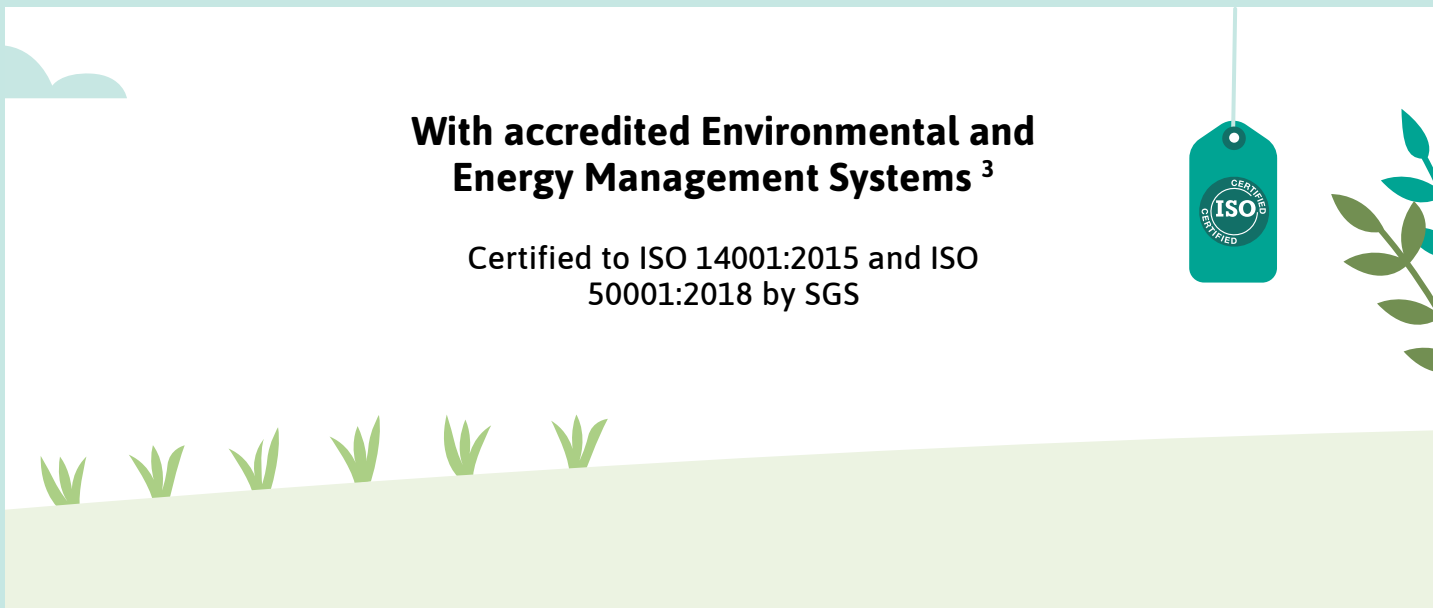 With accredited Environmental and
Energy Management Systems ³
Certified to ISO 14001:2015 and ISO
50001:2018 by SGS
CERTIFIED
ISO
CERTIFIED